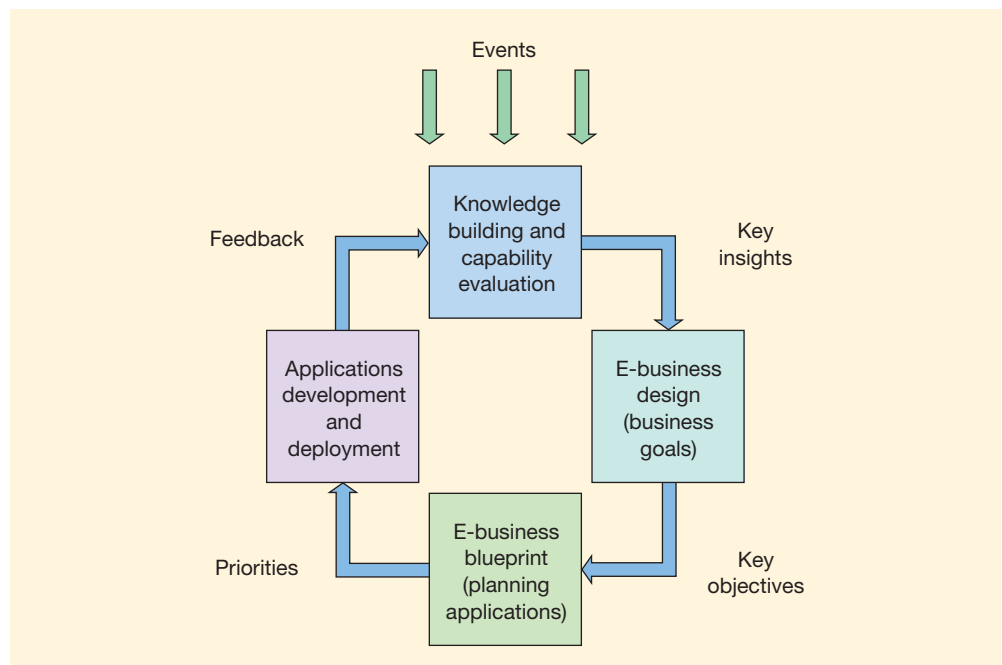 Events
Knowledge
building and
capability
evaluation
Feedback
Key
insights
Applications
development
and
deployment
E-business
design
(business
goals)
E-business
blueprint
(planning
applications)
Priorities
Key
objectives